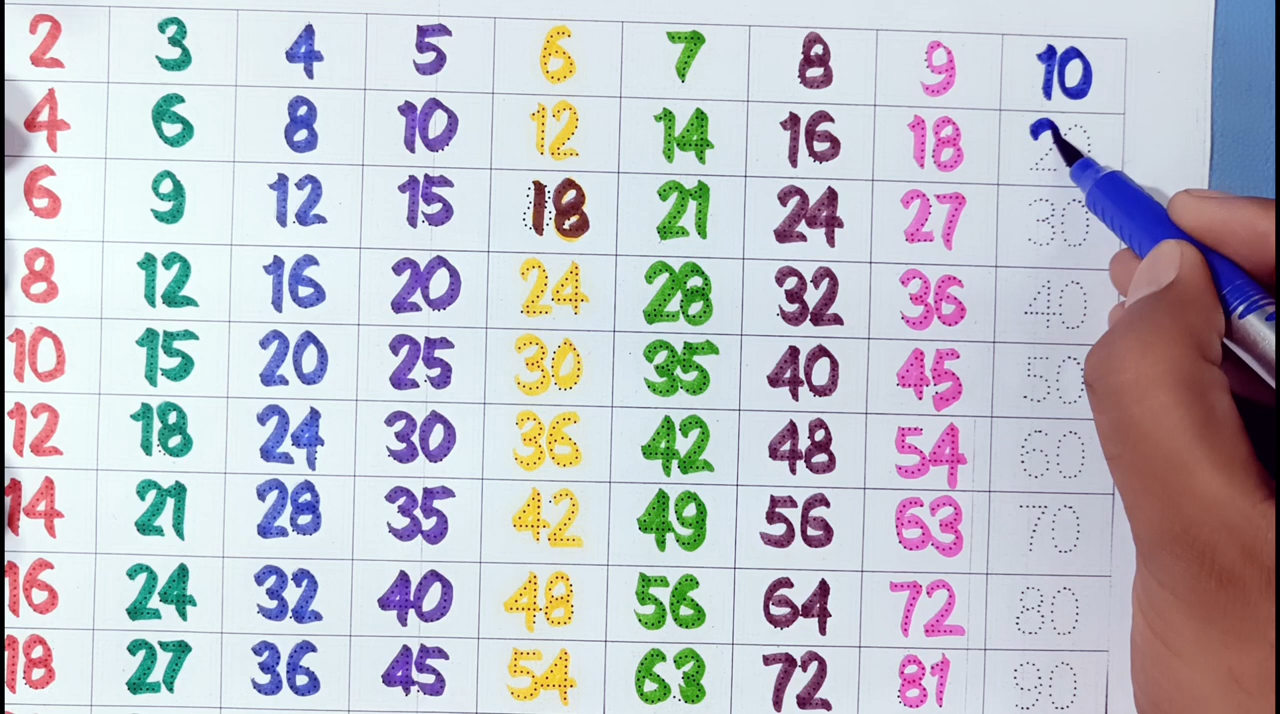 2 3 4 5 6 7 8 9 10
4 6 8 10 12 14 16 18 20
6 9 12 15 18 21 24 27 30
8 12 16 20 24 28 32 36 40
10 15 20 25 30 35 40 45 50
12 18 24 30 36 42 48 54 60
14 21 28 35 42 49 56 63 70
16 24 32 40 48 56 64 72 80
18 27 36 45 54 63 72 81 90